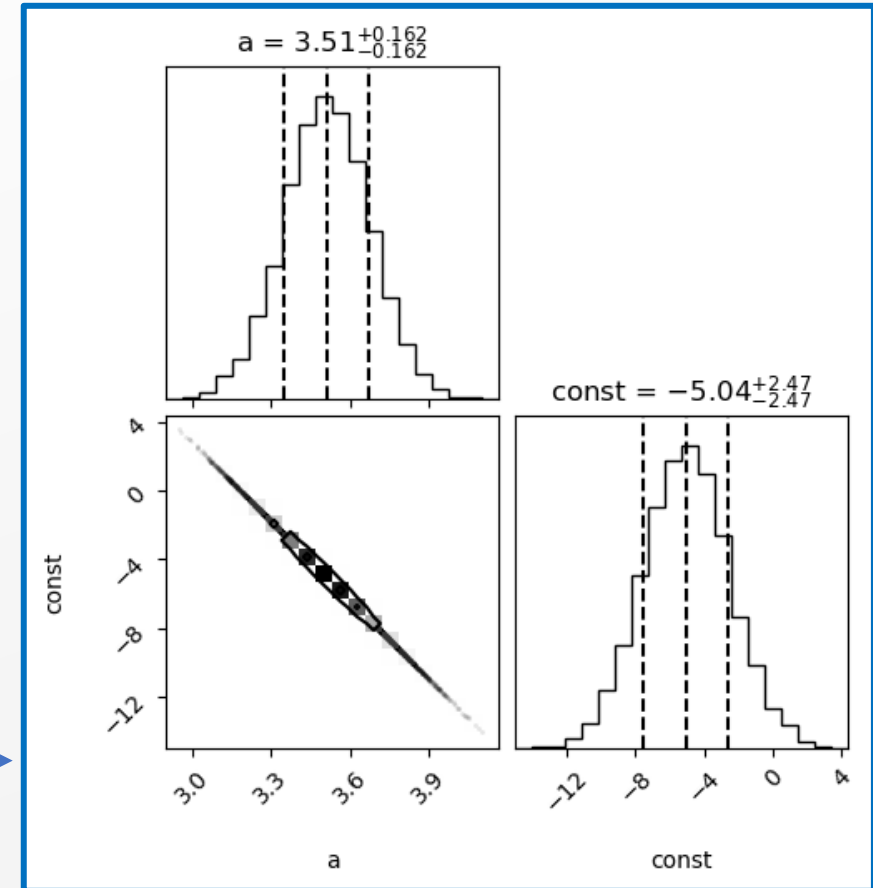 a = 3.51^{+0.162}_{-0.162}
const = −5.04^{+2.47}_{-2.47}
4
0
−4
−8
−12
const
3.0 3.3 3.6 3.9
−12 −8 −4 0 4
a
const